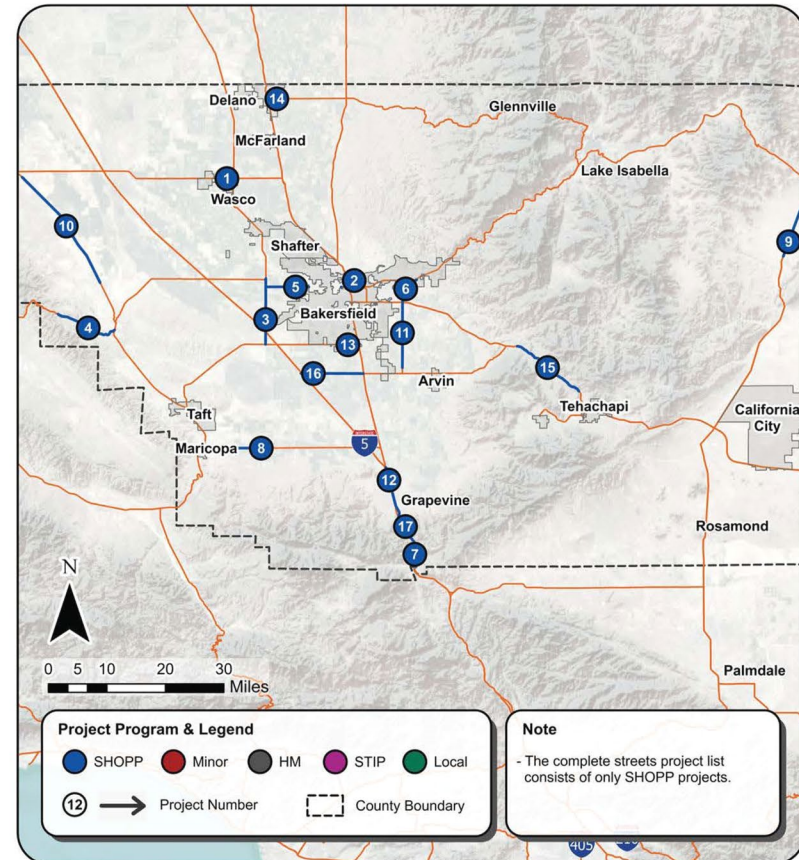 Delano
14
Glennville
McFarland
Lake Isabella
1
Wasco
10
9
Shafter
2
5
6
3
Bakersfield
4
11
13
15
16
Arvin
Tehachapi
California
City
Taft
5
Maricopa
8
12
Grapevine
17
Rosamond
7
N
0 5 10 20 30
Miles
Palmdale
Project Program & Legend
SHOPP
Minor
HM
STIP
Local
12
Project Number
County Boundary
Note
- The complete streets project list
consists of only SHOPP projects.
405